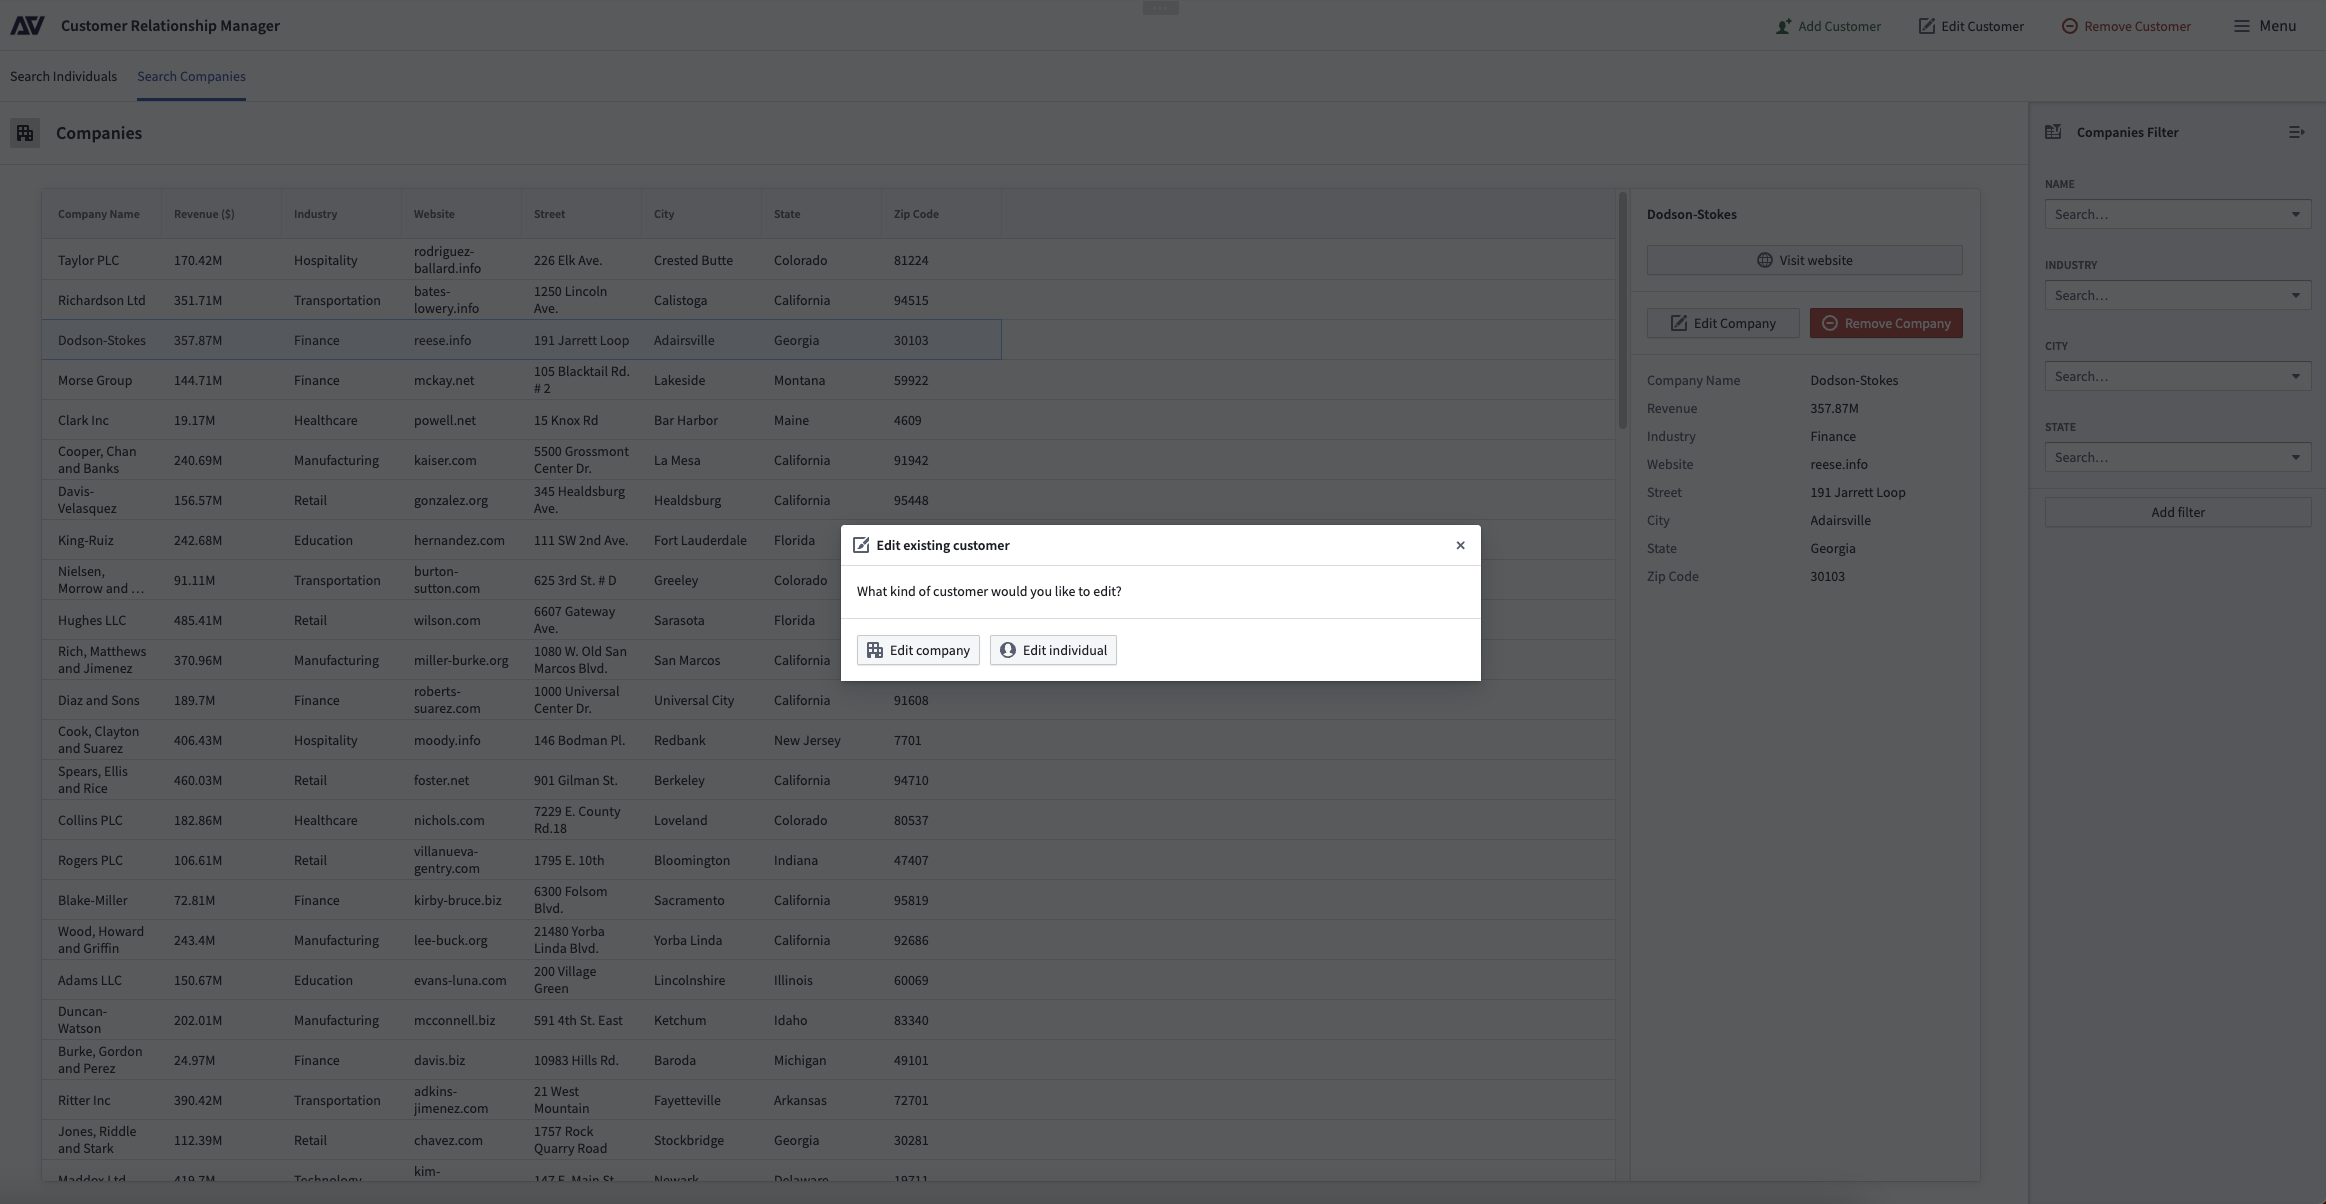 Customer Relationship Manager
Add Customer
Edit Customer
Remove Customer
Menu
Search Individuals
Search Companies
Companies
Company Name Revenue ($) Industry Website Street City State Zip Code
Taylor PLC 170.42M Hospitality rodriguez-ballard.info 226 Elk Ave. Crested Butte Colorado 81224
Richardson Ltd 351.71M Transportation bates-lowery.info 1250 Lincoln Ave. Calistoga California 94515
Dodson-Stokes 357.87M Finance reese.info 191 Jarrett Loop Adairsville Georgia 30103
Morse Group 144.71M Finance mckay.net 105 Blacktail Rd. # 2 Lakeside Montana 59922
Clark Inc 19.17M Healthcare powell.net 15 Knox Rd Bar Harbor Maine 4609
Cooper, Chan and Banks 240.69M Manufacturing kaiser.com 5500 Grossmont Center Dr. La Mesa California 91942
Davis-Velasquez 156.57M Retail gonzalez.org 345 Healdsburg Ave. Healdsburg California 95448
King-Ruiz 242.68M Education hernandez.com 111 SW 2nd Ave. Fort Lauderdale Florida
Nielsen, Morrow and … 91.11M Transportation burton-sutton.com 625 3rd St. # D Greeley Colorado
Hughes LLC 485.41M Retail wilson.com 6607 Gateway Ave. Sarasota Florida
Rich, Matthews and Jimenez 370.96M Manufacturing miller-burke.org 1080 W. Old San Marcos Blvd. San Marcos California
Diaz and Sons 189.7M Finance roberts-suarez.com 1000 Universal Center Dr. Universal City California 91608
Cook, Clayton and Suarez 406.43M Hospitality moody.info 146 Bodman Pl. Redbank New Jersey 7701
Spears, Ellis and Rice 460.03M Retail foster.net 901 Gilman St. Berkeley California 94710
Collins PLC 182.86M Healthcare nichols.com 7229 E. County Rd.18 Loveland Colorado 80537
Rogers PLC 106.61M Retail villanueva-gentry.com 1795 E. 10th Bloomington Indiana 47407
Blake-Miller 72.81M Finance kirby-bruce.biz 6300 Folsom Blvd. Sacramento California 95819
Wood, Howard and Griffin 243.4M Manufacturing lee-buck.org 21480 Yorba Linda Blvd. Yorba Linda California 92686
Adams LLC 150.67M Education evans-luna.com 200 Village Green Lincolnshire Illinois 60069
Duncan-Watson 202.01M Manufacturing mcconnell.biz 591 4th St. East Ketchum Idaho 83340
Burke, Gordon and Perez 24.97M Finance davis.biz 10983 Hills Rd. Baroda Michigan 49101
Ritter Inc 390.42M Transportation adkins-jimenez.com 21 West Mountain Fayetteville Arkansas 72701
Jones, Riddle and Stark 112.39M Retail chavez.com 1757 Rock Quarry Road Stockbridge Georgia 30281
Maddox Ltd 419.7M Technology kim- 147 E. Main St. Newark Delaware 19711
Edit existing customer
What kind of customer would you like to edit?
Edit company
Edit individual
Dodson-Stokes
Visit website
Edit Company
Remove Company
Company Name Dodson-Stokes
Revenue 357.87M
Industry Finance
Website reese.info
Street 191 Jarrett Loop
City Adairsville
State Georgia
Zip Code 30103
Companies Filter
NAME
Search…
INDUSTRY
Search…
CITY
Search…
STATE
Search…
Add filter